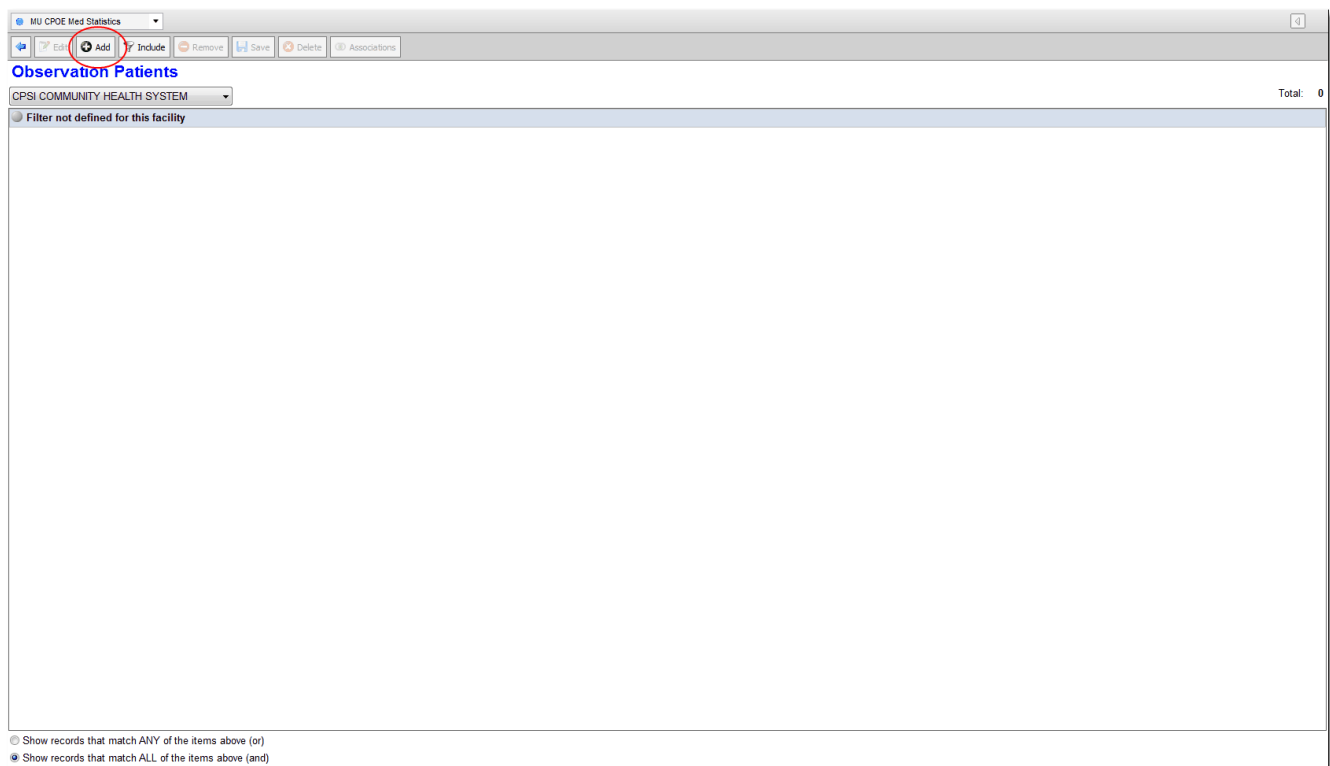 MU CPOE Med Statistics
Edit Add Include Remove Save Delete Associations
Observation Patients
CPSI COMMUNITY HEALTH SYSTEM Total: 0
Filter not defined for this facility
Show records that match ANY of the items above (or)
Show records that match ALL of the items above (and)